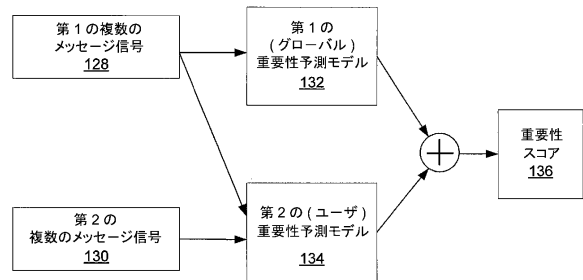 第１の複数の
メッセージ信号
128
第１の
(グローバル)
重要性予測モデル
132
重要性
スコア
136
第２の
複数のメッセージ信号
130
第２の(ユーザ)
重要性予測モデル
134